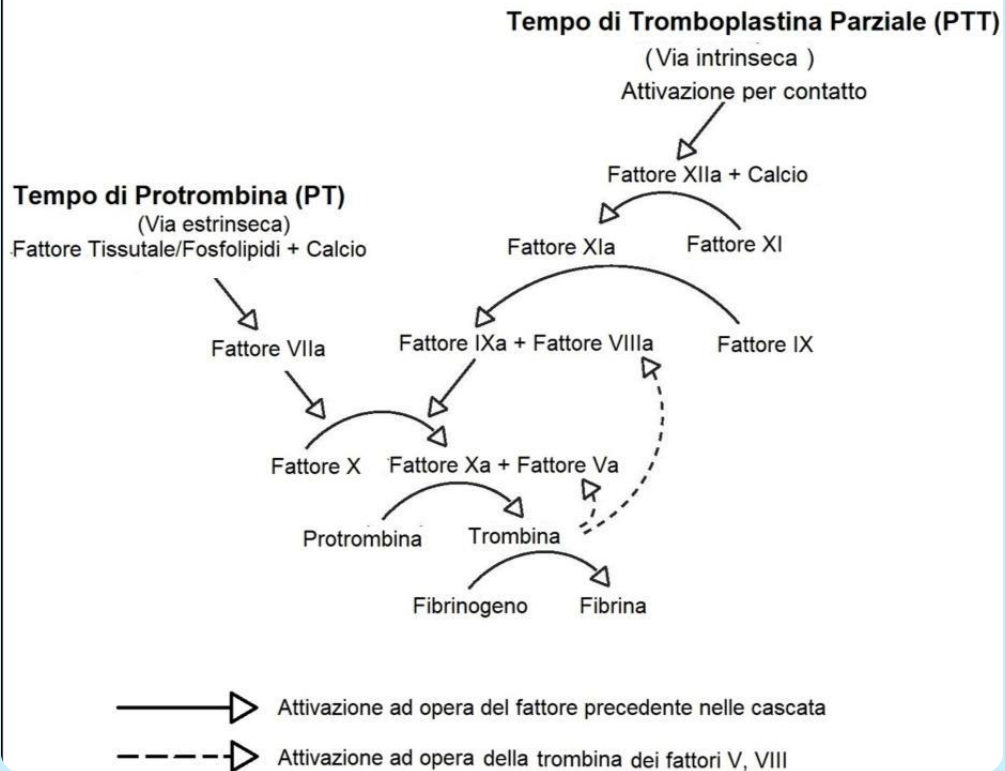 Tempo di Tromboplastina Parziale (PTT)
(Via intrinseca )
Attivazione per contatto
Fattore XIIa + Calcio
Tempo di Protrombina (PT)
(Via estrinseca)
Fattore Tissutale/Fosfolipidi + Calcio
Fattore XIa
Fattore XI
Fattore VIIa
Fattore IXa + Fattore VIIIa
Fattore IX
Fattore X
Fattore Xa + Fattore Va
Protrombina
Trombina
Fibrinogeno
Fibrina
Attivazione ad opera del fattore precedente nelle cascata
Attivazione ad opera della trombina dei fattori V, VIII